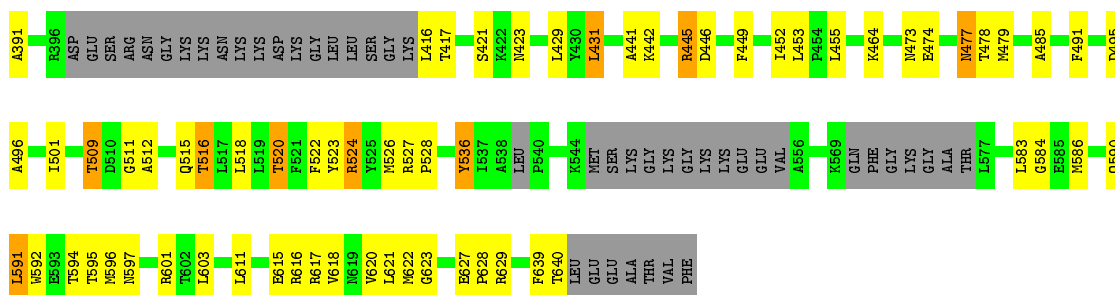 A391 R396 ASP GLU SER ARG ASN GLY LYS LYS ASN LYS LYS ASP LYS GLY LEU LEU SER GLY LYS L416 T417 S421 K422 N423 L429 Y430 L431 A441 K442 R445 D446 F449 I452 L453 P454 L455 K464 N473 E474 N477 T478 M479 A485 F491
A496 I501 T509 D510 G511 A512 Q515 T516 L517 L518 L519 T520 F521 F522 Y523 R524 Y525 M526 R527 P528 Y536 I537 A538 LEU P540 K544 MET SER LYS GLY LYS GLY LYS LYS GLU GLU VAL A556 K569 GLN PHE GLY LYS GLY ALA THR L577 L583 G584 E585 M586
L591 W592 E593 T594 T595 M596 N597 R601 T602 L603 L611 E615 R616 R617 V618 N619 V620 L621 M622 G623 E627 P628 R629 F639 T640 LEU GLU GLU ALA THR VAL PHE